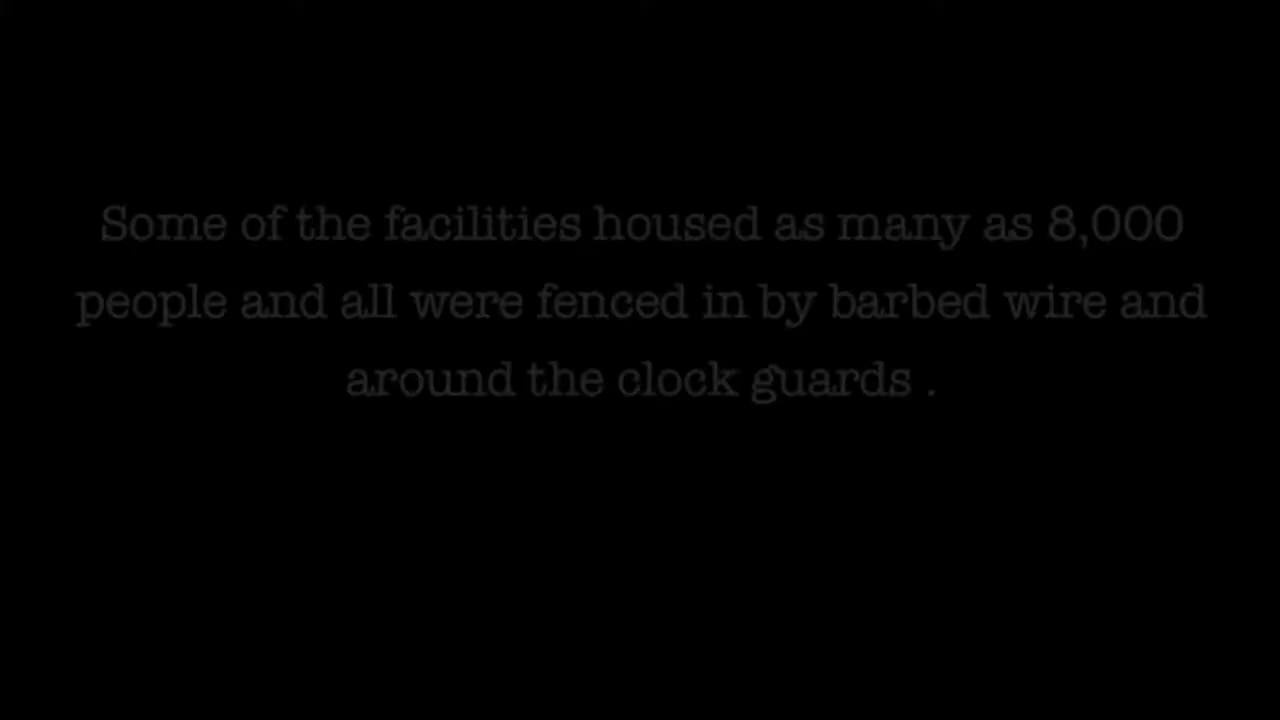 Some of the facilities housed as many as 8,000
people and all were fenced in by barbed wire and
around the clock guards .